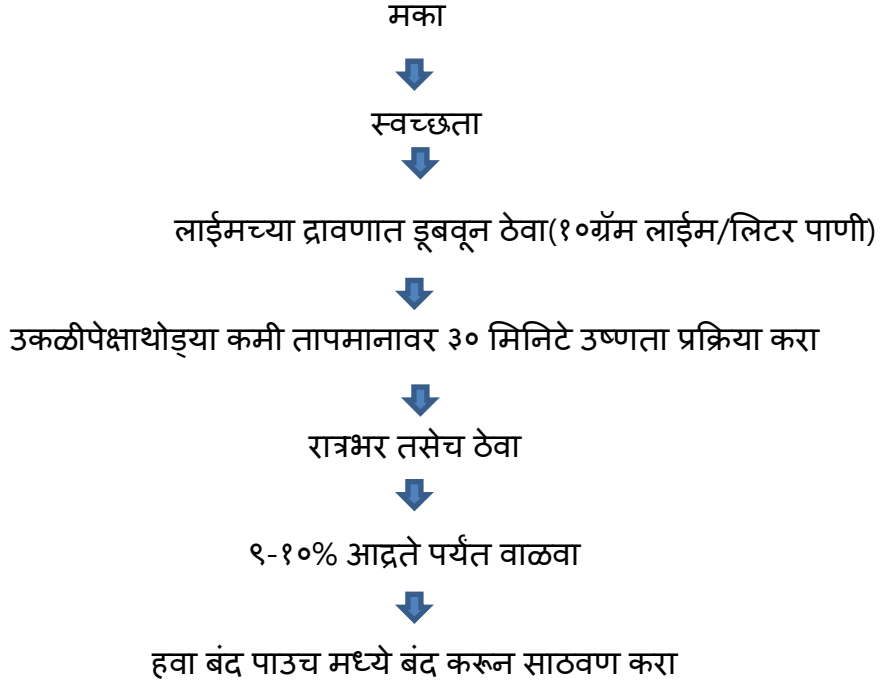 मका
स्वच्छता
लाईमच्या द्रावणात डूबवून ठेवा(१०ग्रॅम लाईम/लिटर पाणी)
उकळीपेक्षाथोड्या कमी तापमानावर ३० मिनिटे उष्णता प्रक्रिया करा
रात्रभर तसेच ठेवा
९-१०% आद्रते पर्यंत वाळवा
हवा बंद पाउच मध्ये बंद करून साठवण करा